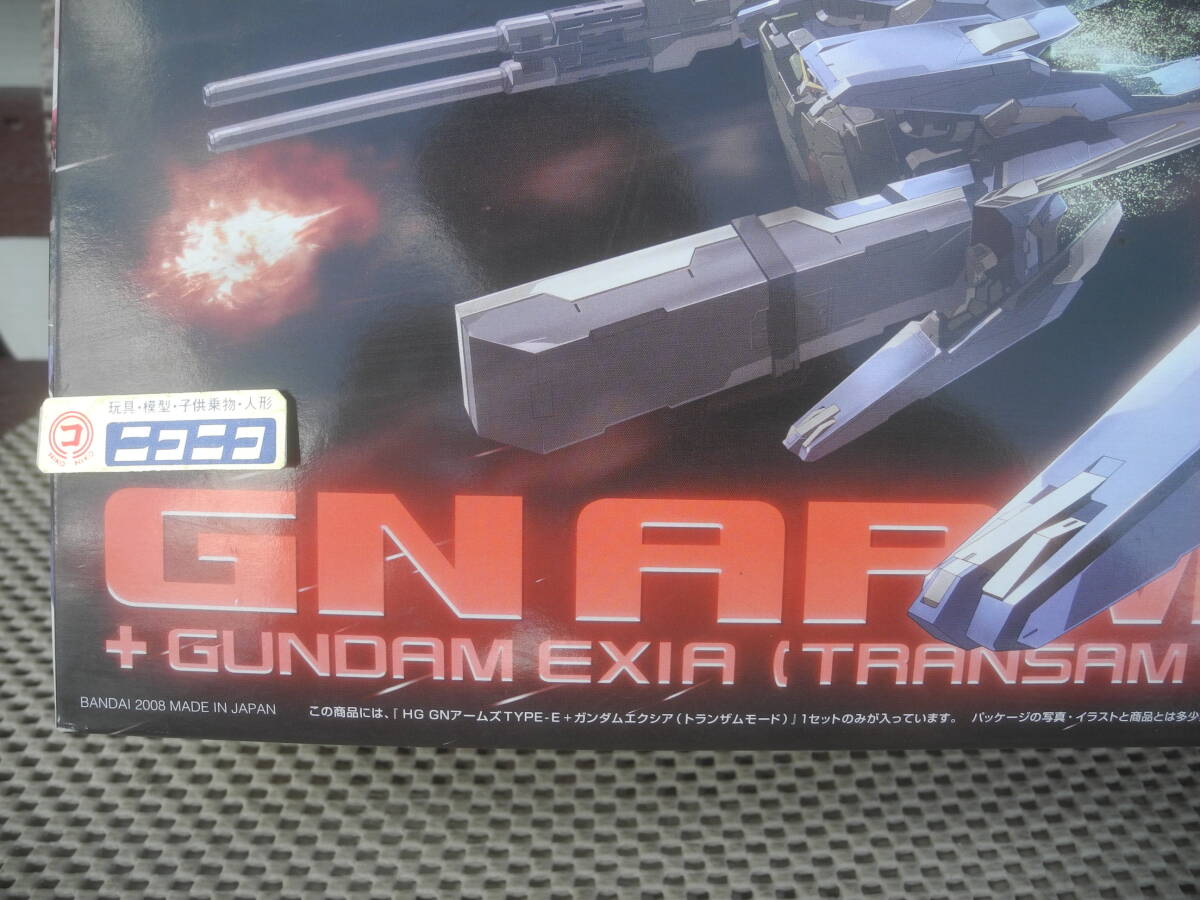 玩具・模型・子供乗物・人形
コ
NIKO NIKO
ニコニコ
GN AR
+ GUNDAM EXIA (TRANSAM
BANDAI 2008 MADE IN JAPAN
この商品には、「HG GNアームズTYPE-E+ガンダムエクシア(トランザムモード)」1セットのみが入っています。 パッケージの写真・イラストと商品とは多少